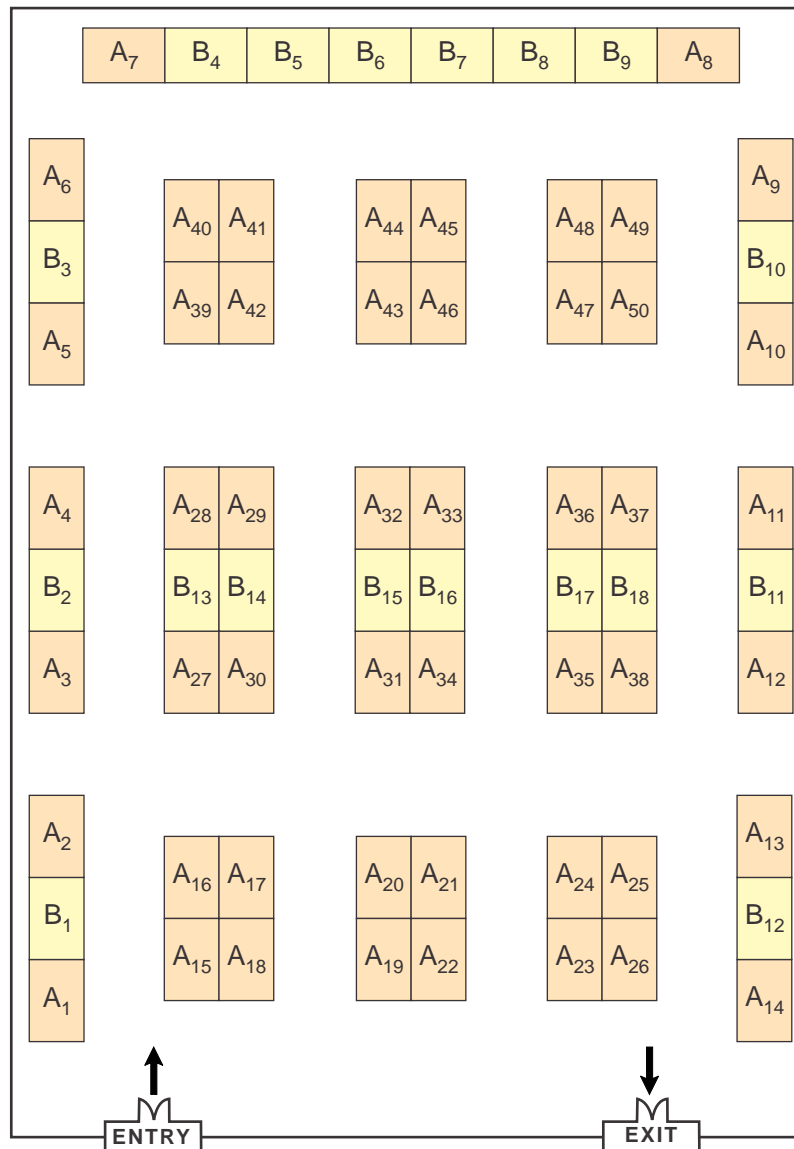 A7 B4 B5 B6 B7 B8 B9 A8
A6 A9
A40 A41 A44 A45 A48 A49
B3 B10
A39 A42 A43 A46 A47 A50
A5 A10
A4 A28 A29 A32 A33 A36 A37 A11
B2 B13 B14 B15 B16 B17 B18 B11
A3 A27 A30 A31 A34 A35 A38 A12
A2 A13
A16 A17 A20 A21 A24 A25
B1 B12
A15 A18 A19 A22 A23 A26
A1 A14
ENTRY EXIT